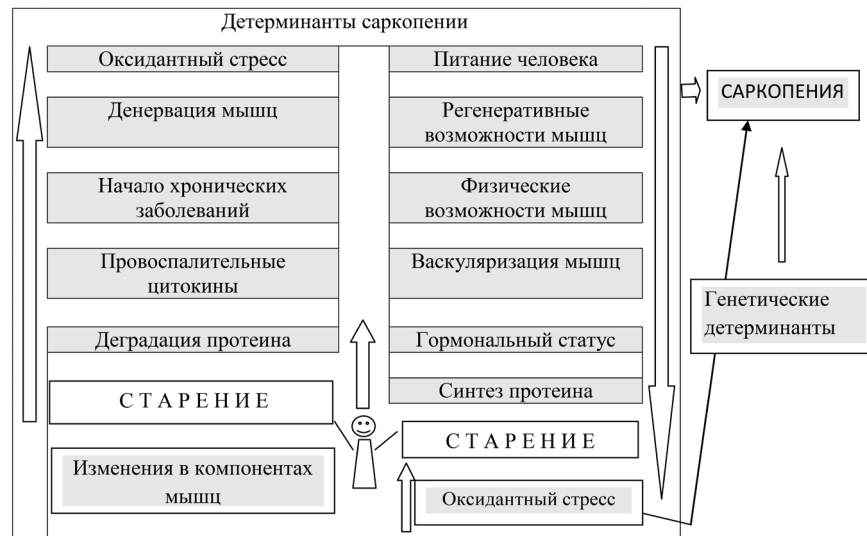 Детерминанты саркопении
Оксидантный стресс
Денервация мышц
Начало хронических
заболеваний
Провоспалительные
цитокины
Деградация протеина
С Т А Р Е Н И Е
Изменения в компонентах
мышц
Питание человека
Регенеративные
возможности мышц
Физические
возможности мышц
Васкуляризация мышц
Гормональный статус
Синтез протеина
С Т А Р Е Н И Е
Оксидантный стресс
САРКОПЕНИЯ
Генетические
детерминанты